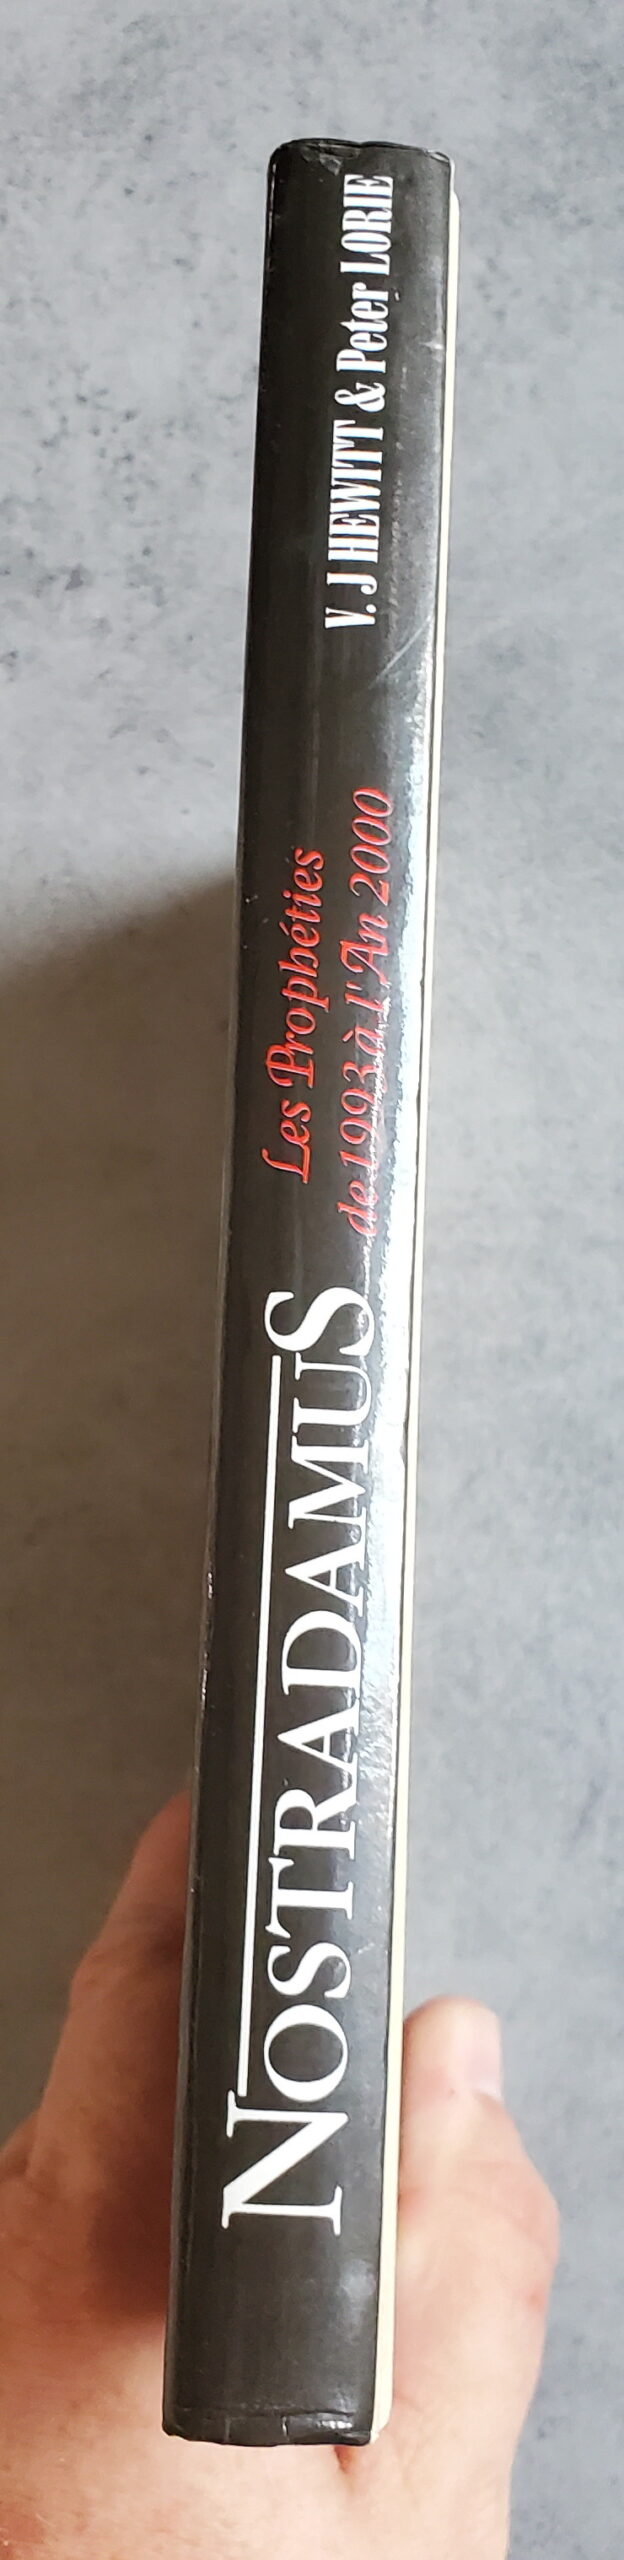 NOSTRADAMUS
Les Prophéties
de 1993 à l'An 2000
V. J HEWITT & Peter LORIE